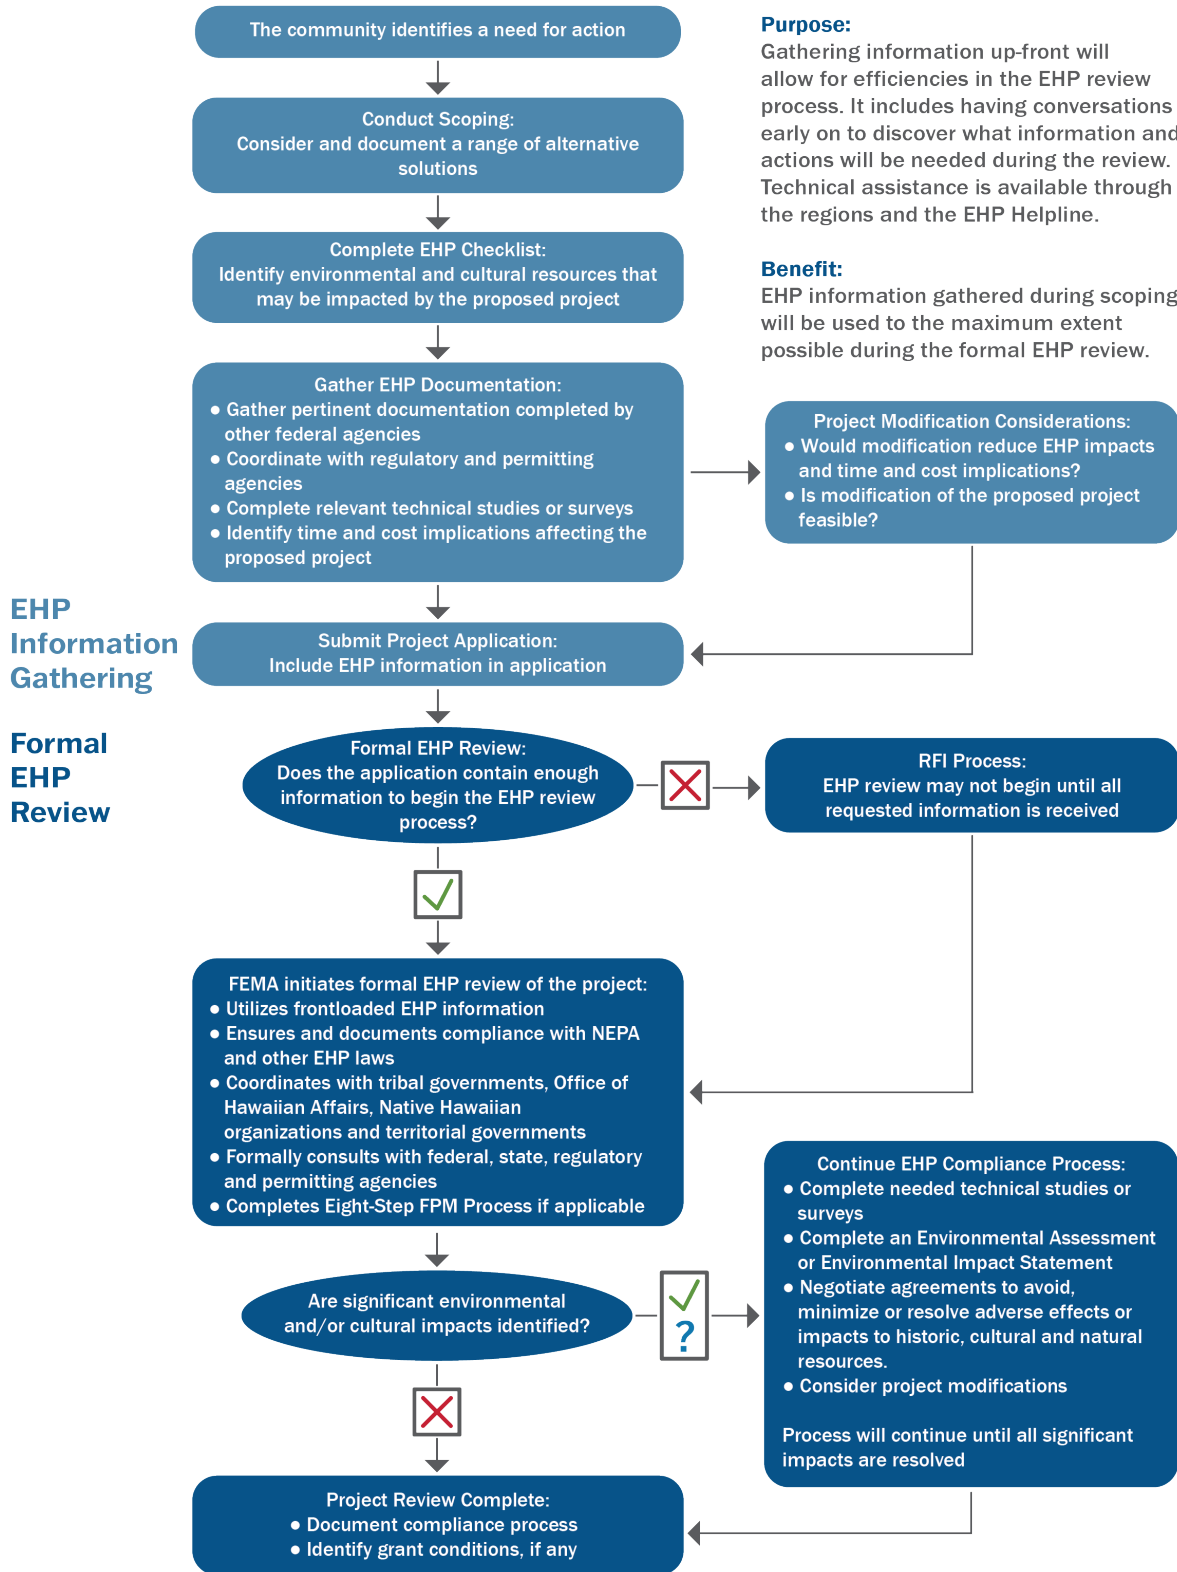 The community identifies a need for action
Purpose:
Gathering information up-front will
allow for efficiencies in the EHP review
process. It includes having conversations
early on to discover what information and
actions will be needed during the review.
Technical assistance is available through
the regions and the EHP Helpline.
Benefit:
EHP information gathered during scoping
will be used to the maximum extent
possible during the formal EHP review.
Conduct Scoping:
Consider and document a range of alternative
solutions
Complete EHP Checklist:
Identify environmental and cultural resources that
may be impacted by the proposed project
Gather EHP Documentation:
● Gather pertinent documentation completed by
other federal agencies
● Coordinate with regulatory and permitting
agencies
● Complete relevant technical studies or surveys
● Identify time and cost implications affecting the
proposed project
Project Modification Considerations:
● Would modification reduce EHP impacts
and time and cost implications?
● Is modification of the proposed project
feasible?
EHP
Information
Gathering
Submit Project Application:
Include EHP information in application
Formal
EHP
Review
Formal EHP Review:
Does the application contain enough
information to begin the EHP review
process?
RFI Process:
EHP review may not begin until all
requested information is received
FEMA initiates formal EHP review of the project:
● Utilizes frontloaded EHP information
● Ensures and documents compliance with NEPA
and other EHP laws
● Coordinates with tribal governments, Office of
Hawaiian Affairs, Native Hawaiian
organizations and territorial governments
● Formally consults with federal, state, regulatory
and permitting agencies
● Completes Eight-Step FPM Process if applicable
Are significant environmental
and/or cultural impacts identified?
?
Continue EHP Compliance Process:
● Complete needed technical studies or
surveys
● Complete an Environmental Assessment
or Environmental Impact Statement
● Negotiate agreements to avoid,
minimize or resolve adverse effects or
impacts to historic, cultural and natural
resources.
● Consider project modifications
Process will continue until all significant
impacts are resolved
Project Review Complete:
● Document compliance process
● Identify grant conditions, if any